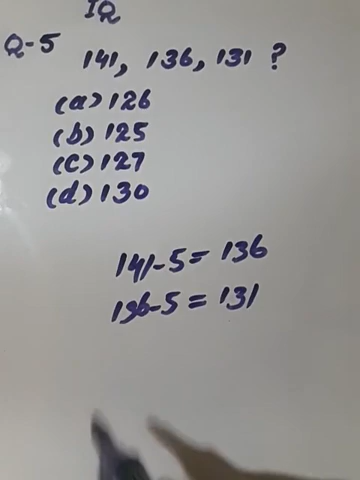 IQ
Q-5
141, 136, 131 ?
(a) 126
(b) 125
(c) 127
(d) 130
141-5=136
136-5=131